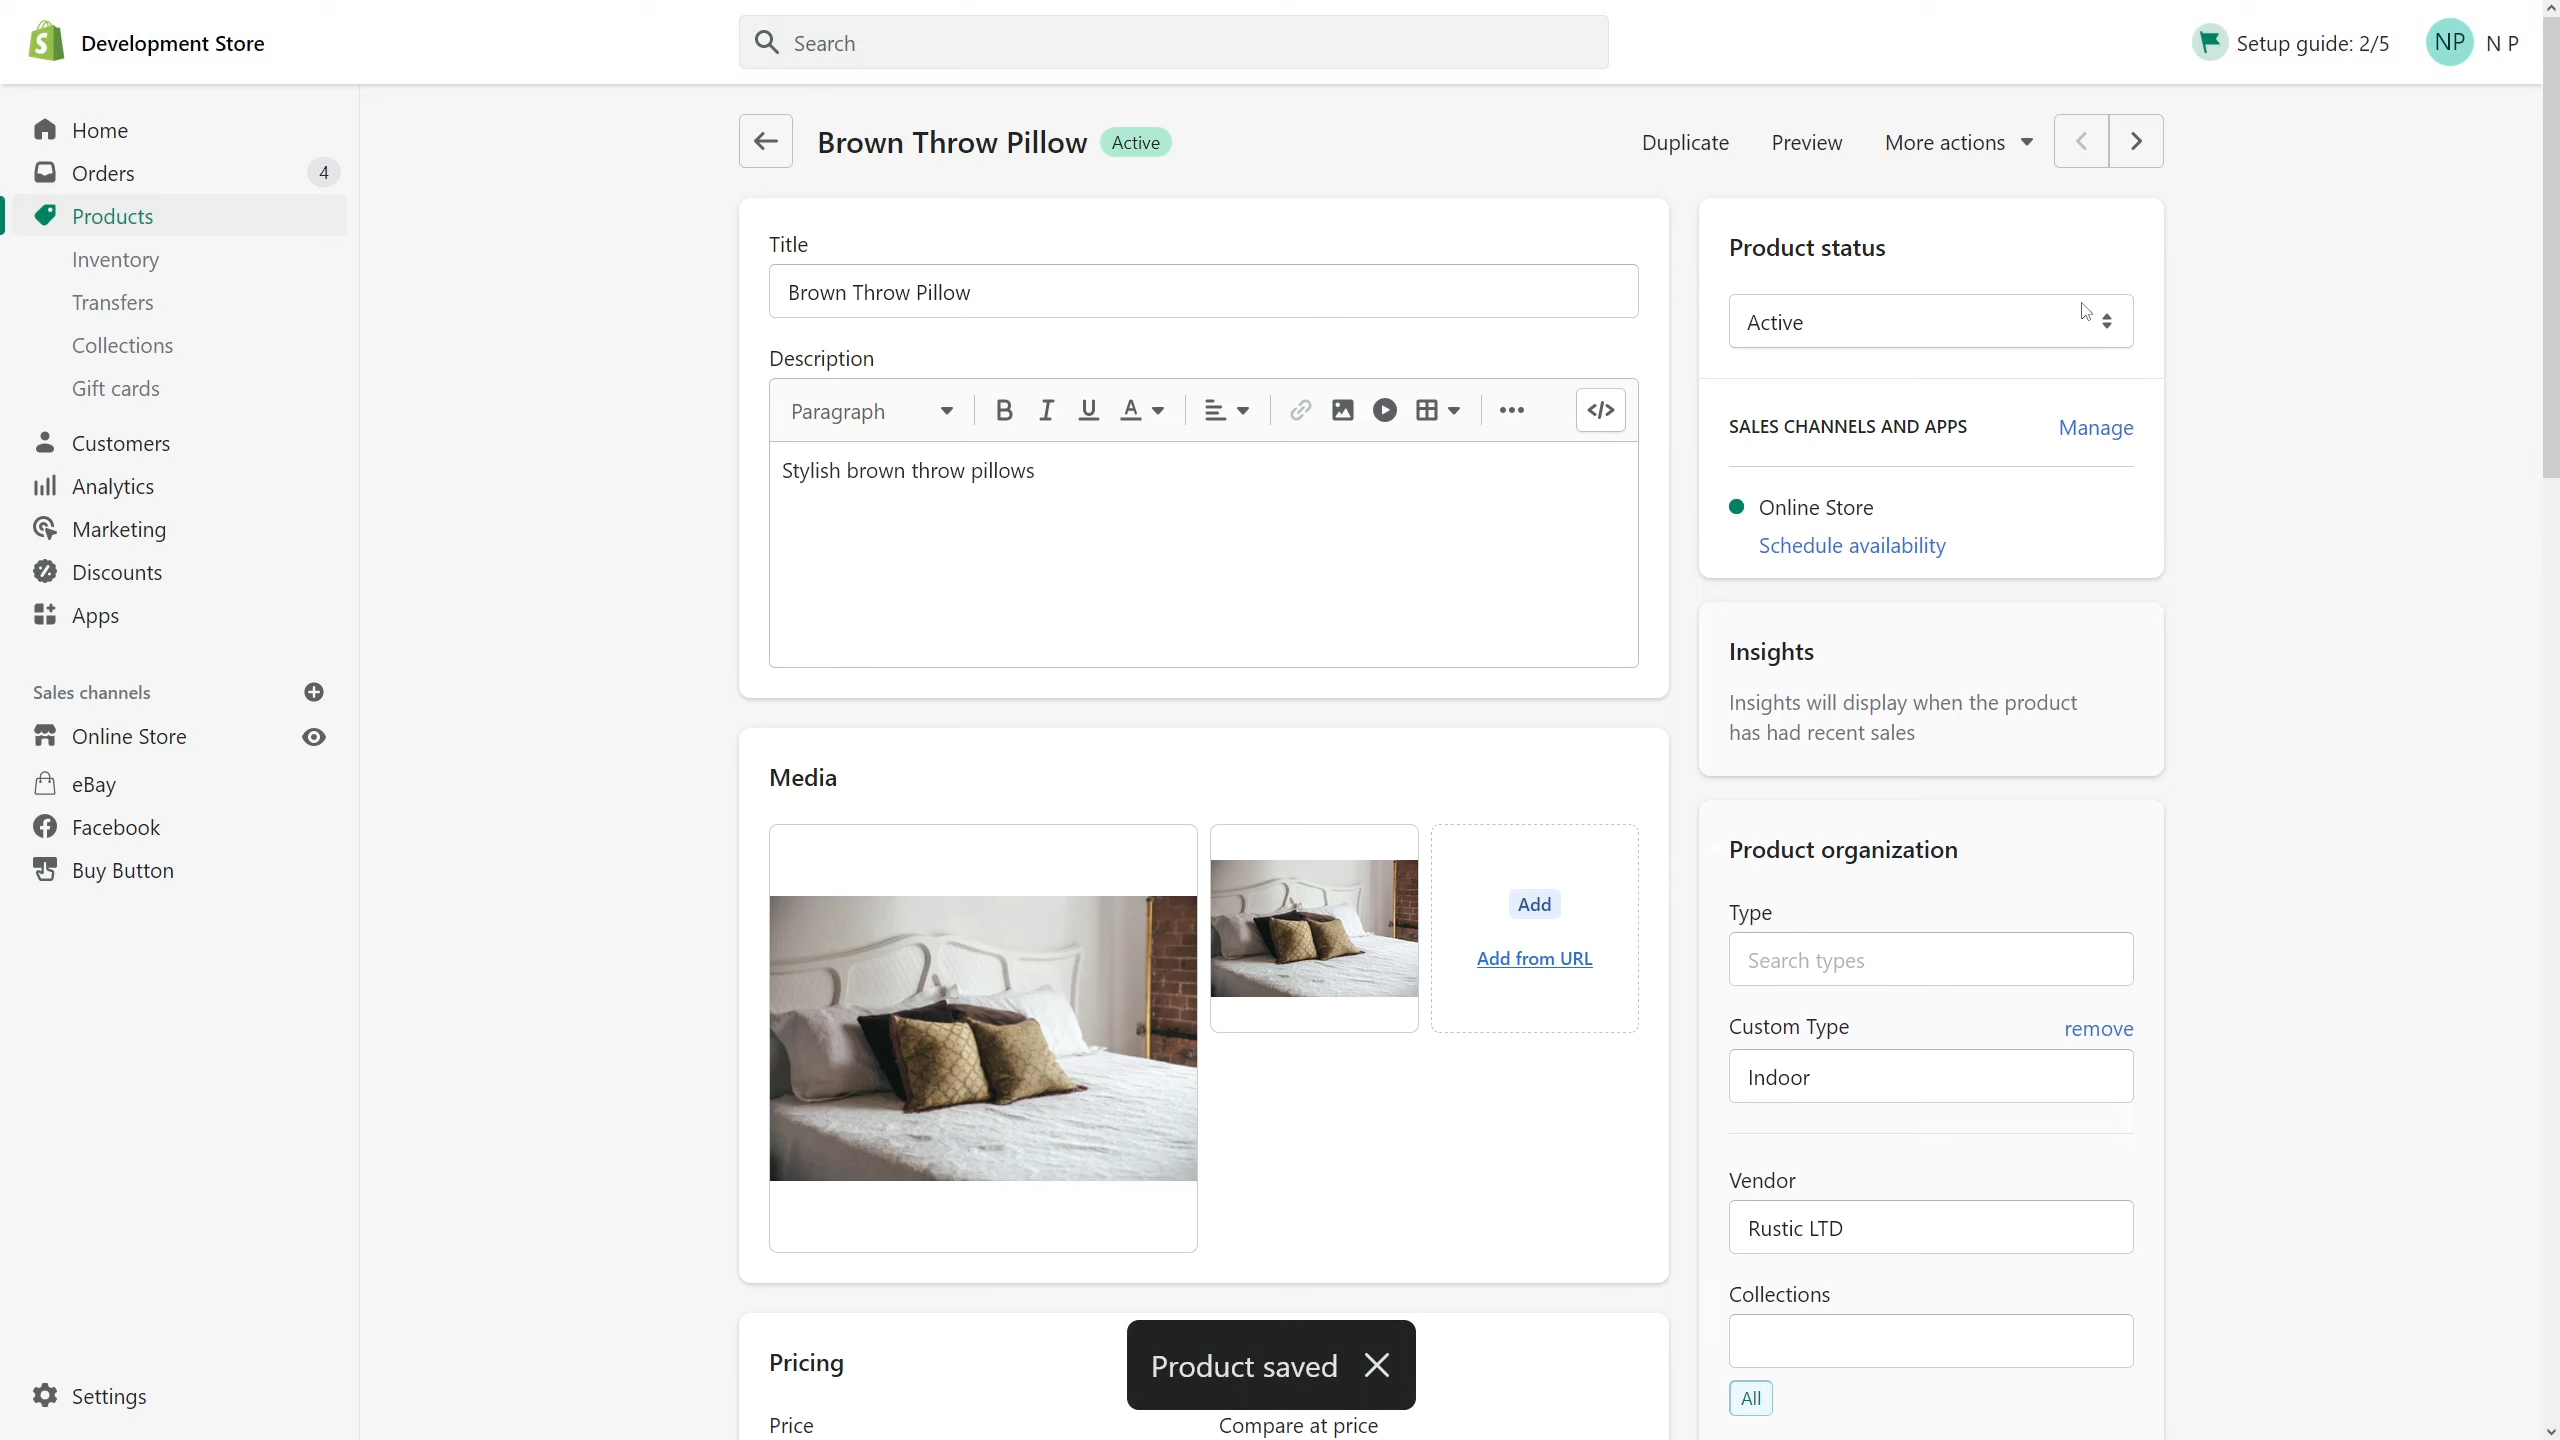 Development Store
Search
Setup guide: 2/5
NP
N P
Home
Orders
4
Products
Inventory
Transfers
Collections
Gift cards
Customers
Analytics
Marketing
Discounts
Apps
Sales channels
Online Store
eBay
Facebook
Buy Button
Settings
Brown Throw Pillow
Active
Duplicate
Preview
More actions
Title
Brown Throw Pillow
Description
Paragraph
B
I
U
A
</>
Stylish brown throw pillows
Media
Add
Add from URL
Pricing
Price
Compare at price
Product saved
Product status
Active
SALES CHANNELS AND APPS
Manage
Online Store
Schedule availability
Insights
Insights will display when the product
has had recent sales
Product organization
Type
Search types
Custom Type
remove
Indoor
Vendor
Rustic LTD
Collections
All